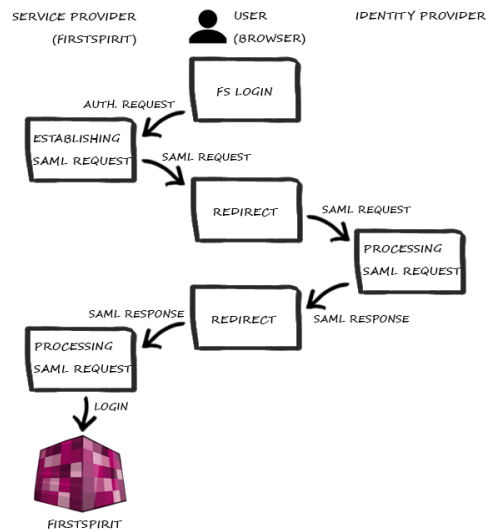 SERVICE PROVIDER
(FIRSTSPIRIT)
USER
(BROWSER)
IDENTITY PROVIDER
FS LOGIN
AUTH. REQUEST
ESTABLISHING
SAML REQUEST
SAML REQUEST
REDIRECT
SAML REQUEST
PROCESSING
SAML REQUEST
REDIRECT
SAML RESPONSE
SAML RESPONSE
PROCESSING
SAML REQUEST
LOGIN
FIRSTSPIRIT